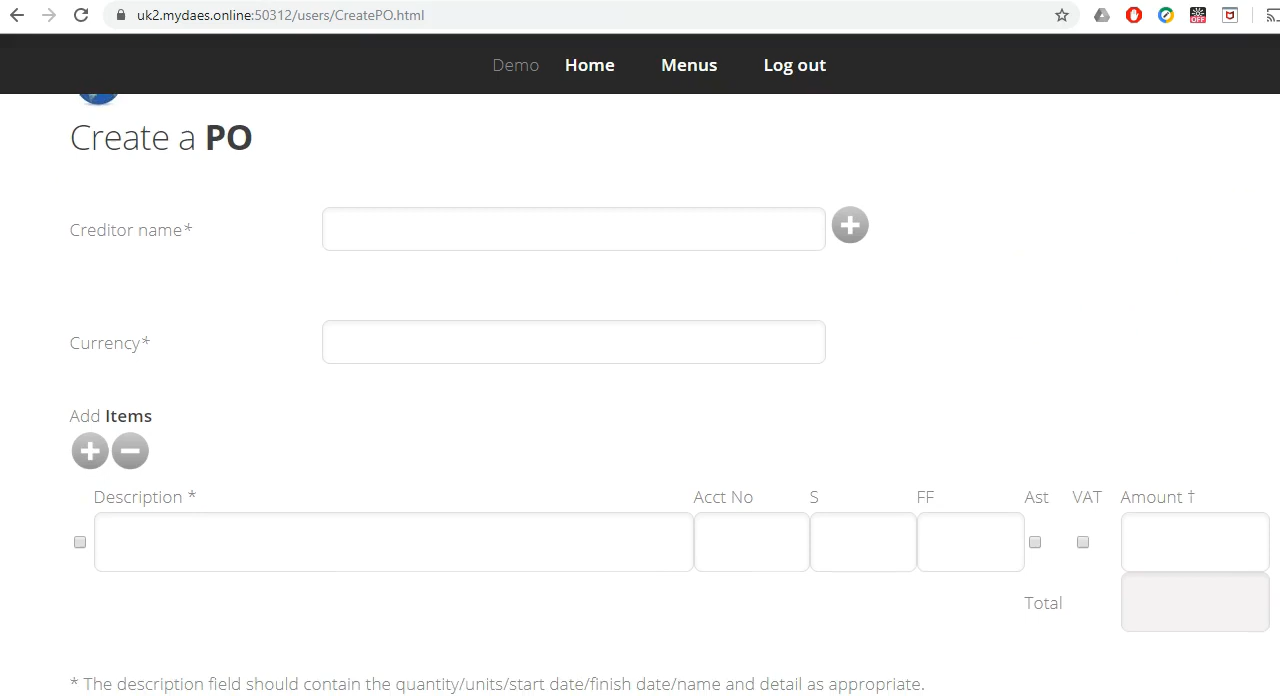 uk2.mydaes.online:50312/users/CreatePO.html
OFF
Demo Home Menus Log out
Create a PO
Creditor name*
Currency*
Add Items
Description * Acct No S FF Ast VAT Amount †
Total
* The description field should contain the quantity/units/start date/finish date/name and detail as appropriate.